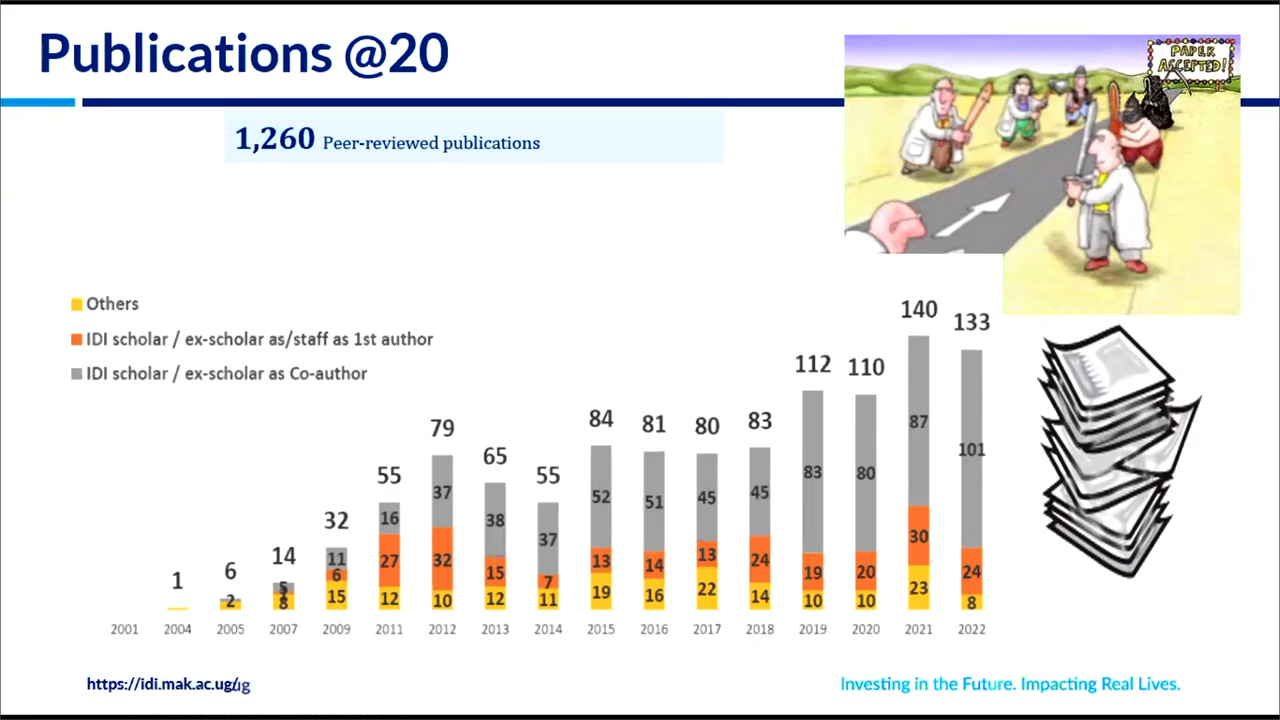 Publications @20
PAPER
ACCEPTED!
1,260 Peer-reviewed publications
Others
IDI scholar / ex-scholar as/staff as 1st author
IDI scholar / ex-scholar as Co-author
1 6 14 32 55 79 65 55 84 81 80 83 112 110 140 133
5 11 16 37 38 37 52 51 45 45 83 80 87 101
6 27 32 15 7 13 14 13 24 19 20 30 24
2 8 15 12 10 12 11 19 16 22 14 10 10 23 8
2001 2004 2005 2007 2009 2011 2012 2013 2014 2015 2016 2017 2018 2019 2020 2021 2022
https://idi.mak.ac.ug/
Investing in the Future. Impacting Real Lives.